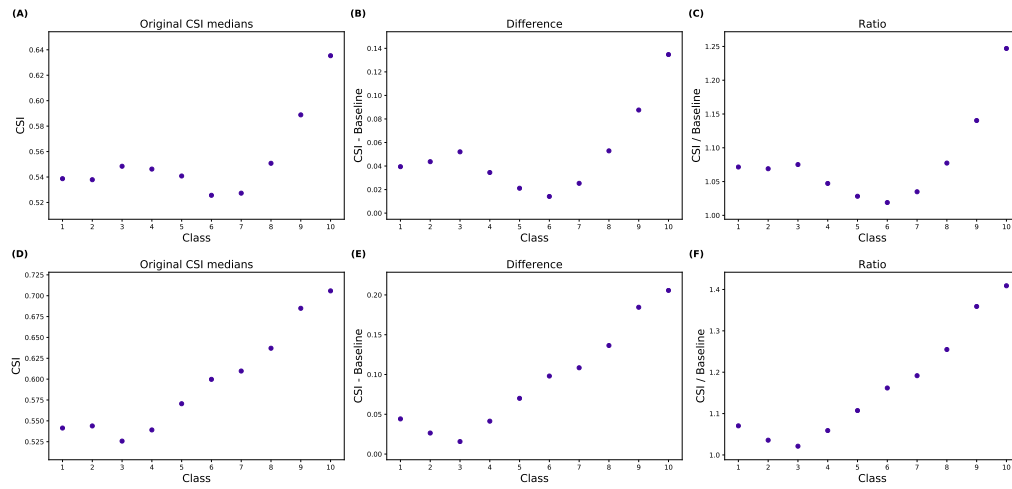 (A)
Original CSI medians
CSI
0.64
0.62
0.60
0.58
0.56
0.54
0.52
1 2 3 4 5 6 7 8 9 10
Class
(B)
Difference
CSI - Baseline
0.14
0.12
0.10
0.08
0.06
0.04
0.02
0.00
1 2 3 4 5 6 7 8 9 10
Class
(C)
Ratio
CSI / Baseline
1.25
1.20
1.15
1.10
1.05
1.00
1 2 3 4 5 6 7 8 9 10
Class
(D)
Original CSI medians
CSI
0.725
0.700
0.675
0.650
0.625
0.600
0.575
0.550
0.525
1 2 3 4 5 6 7 8 9 10
Class
(E)
Difference
CSI - Baseline
0.20
0.15
0.10
0.05
0.00
1 2 3 4 5 6 7 8 9 10
Class
(F)
Ratio
CSI / Baseline
1.4
1.3
1.2
1.1
1.0
1 2 3 4 5 6 7 8 9 10
Class